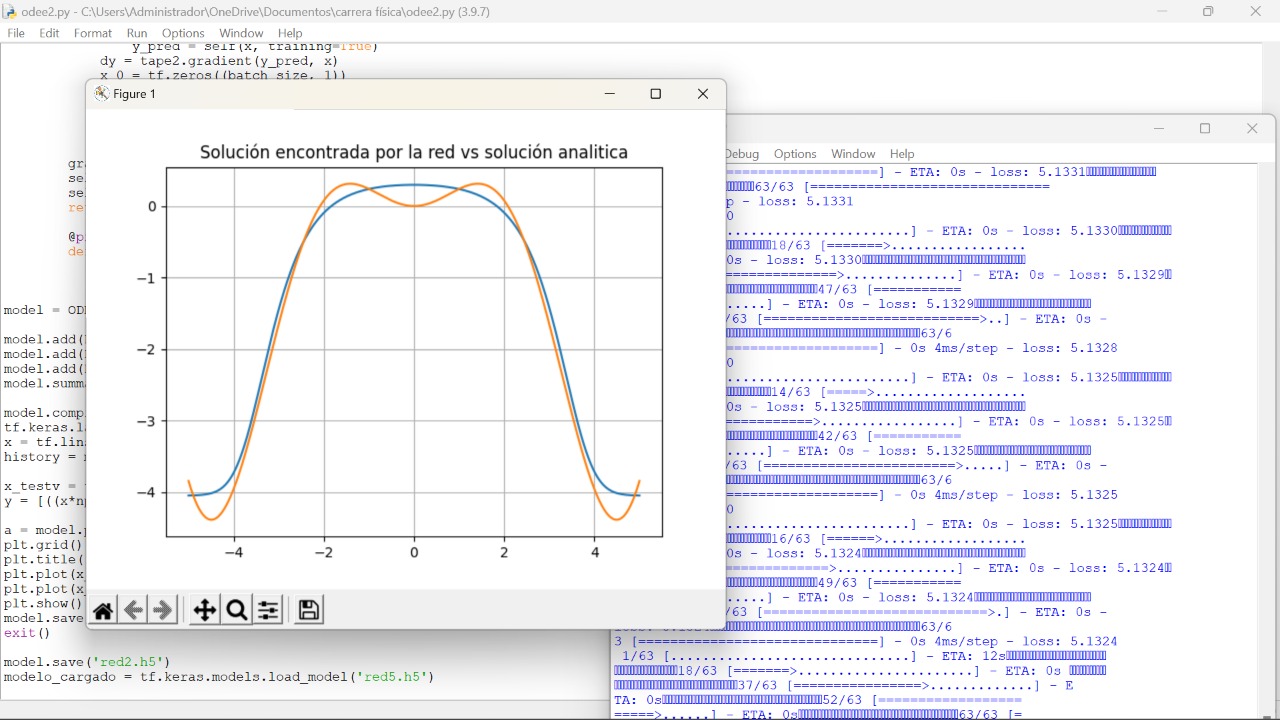 odee2.py - C:\Users\Administrador\OneDrive\Documentos\carrera física\odee2.py (3.9.7)
File Edit Format Run Options Window Help
y_pred = self(x, training=True)
dy = tape2.gradient(y_pred, x)
x_0 = tf.zeros((batch_size, 1))
gr
se
se
re
@p
de
model = OD
model.add(
model.add(
model.add(
model.summ
model.comp
tf.keras.l
x = tf.lin
history =
x_testv =
y = [((x*n
a = model.
plt.grid()
plt.title(
plt.plot(x
plt.plot(x
plt.show()
model.save
exit()
model.save('red2.h5')
modelo_cargado = tf.keras.models.load_model('red5.h5')
Figure 1
Solución encontrada por la red vs solución analitica
0
−1
−2
−3
−4
−4 −2 0 2 4
Debug Options Window Help
====================] - ETA: 0s - loss: 5.1331
63/63 [==============================
p - loss: 5.1331
0
.......................] - ETA: 0s - loss: 5.1330
18/63 [=======>.................
0s - loss: 5.1330
==============>..............] - ETA: 0s - loss: 5.1329
47/63 [===========
.....] - ETA: 0s - loss: 5.1329
/63 [===========================>..] - ETA: 0s -
63/6
===================] - 0s 4ms/step - loss: 5.1328
0
.......................] - ETA: 0s - loss: 5.1325
14/63 [=====>...................
0s - loss: 5.1325
===========>.................] - ETA: 0s - loss: 5.1325
42/63 [===========
.....] - ETA: 0s - loss: 5.1325
/63 [========================>.....] - ETA: 0s -
63/6
===================] - 0s 4ms/step - loss: 5.1325
0
.......................] - ETA: 0s - loss: 5.1325
16/63 [======>..................
0s - loss: 5.1324
=============>...............] - ETA: 0s - loss: 5.1324
49/63 [===========
.....] - ETA: 0s - loss: 5.1324
/63 [============================>.] - ETA: 0s -
63/6
3 [==============================] - 0s 4ms/step - loss: 5.1324
1/63 [..............................] - ETA: 12s
18/63 [=======>......................] - ETA: 0s
37/63 [================>.............] - E
TA: 0s52/63 [==================
=====>......] - ETA: 0s63/63 [=